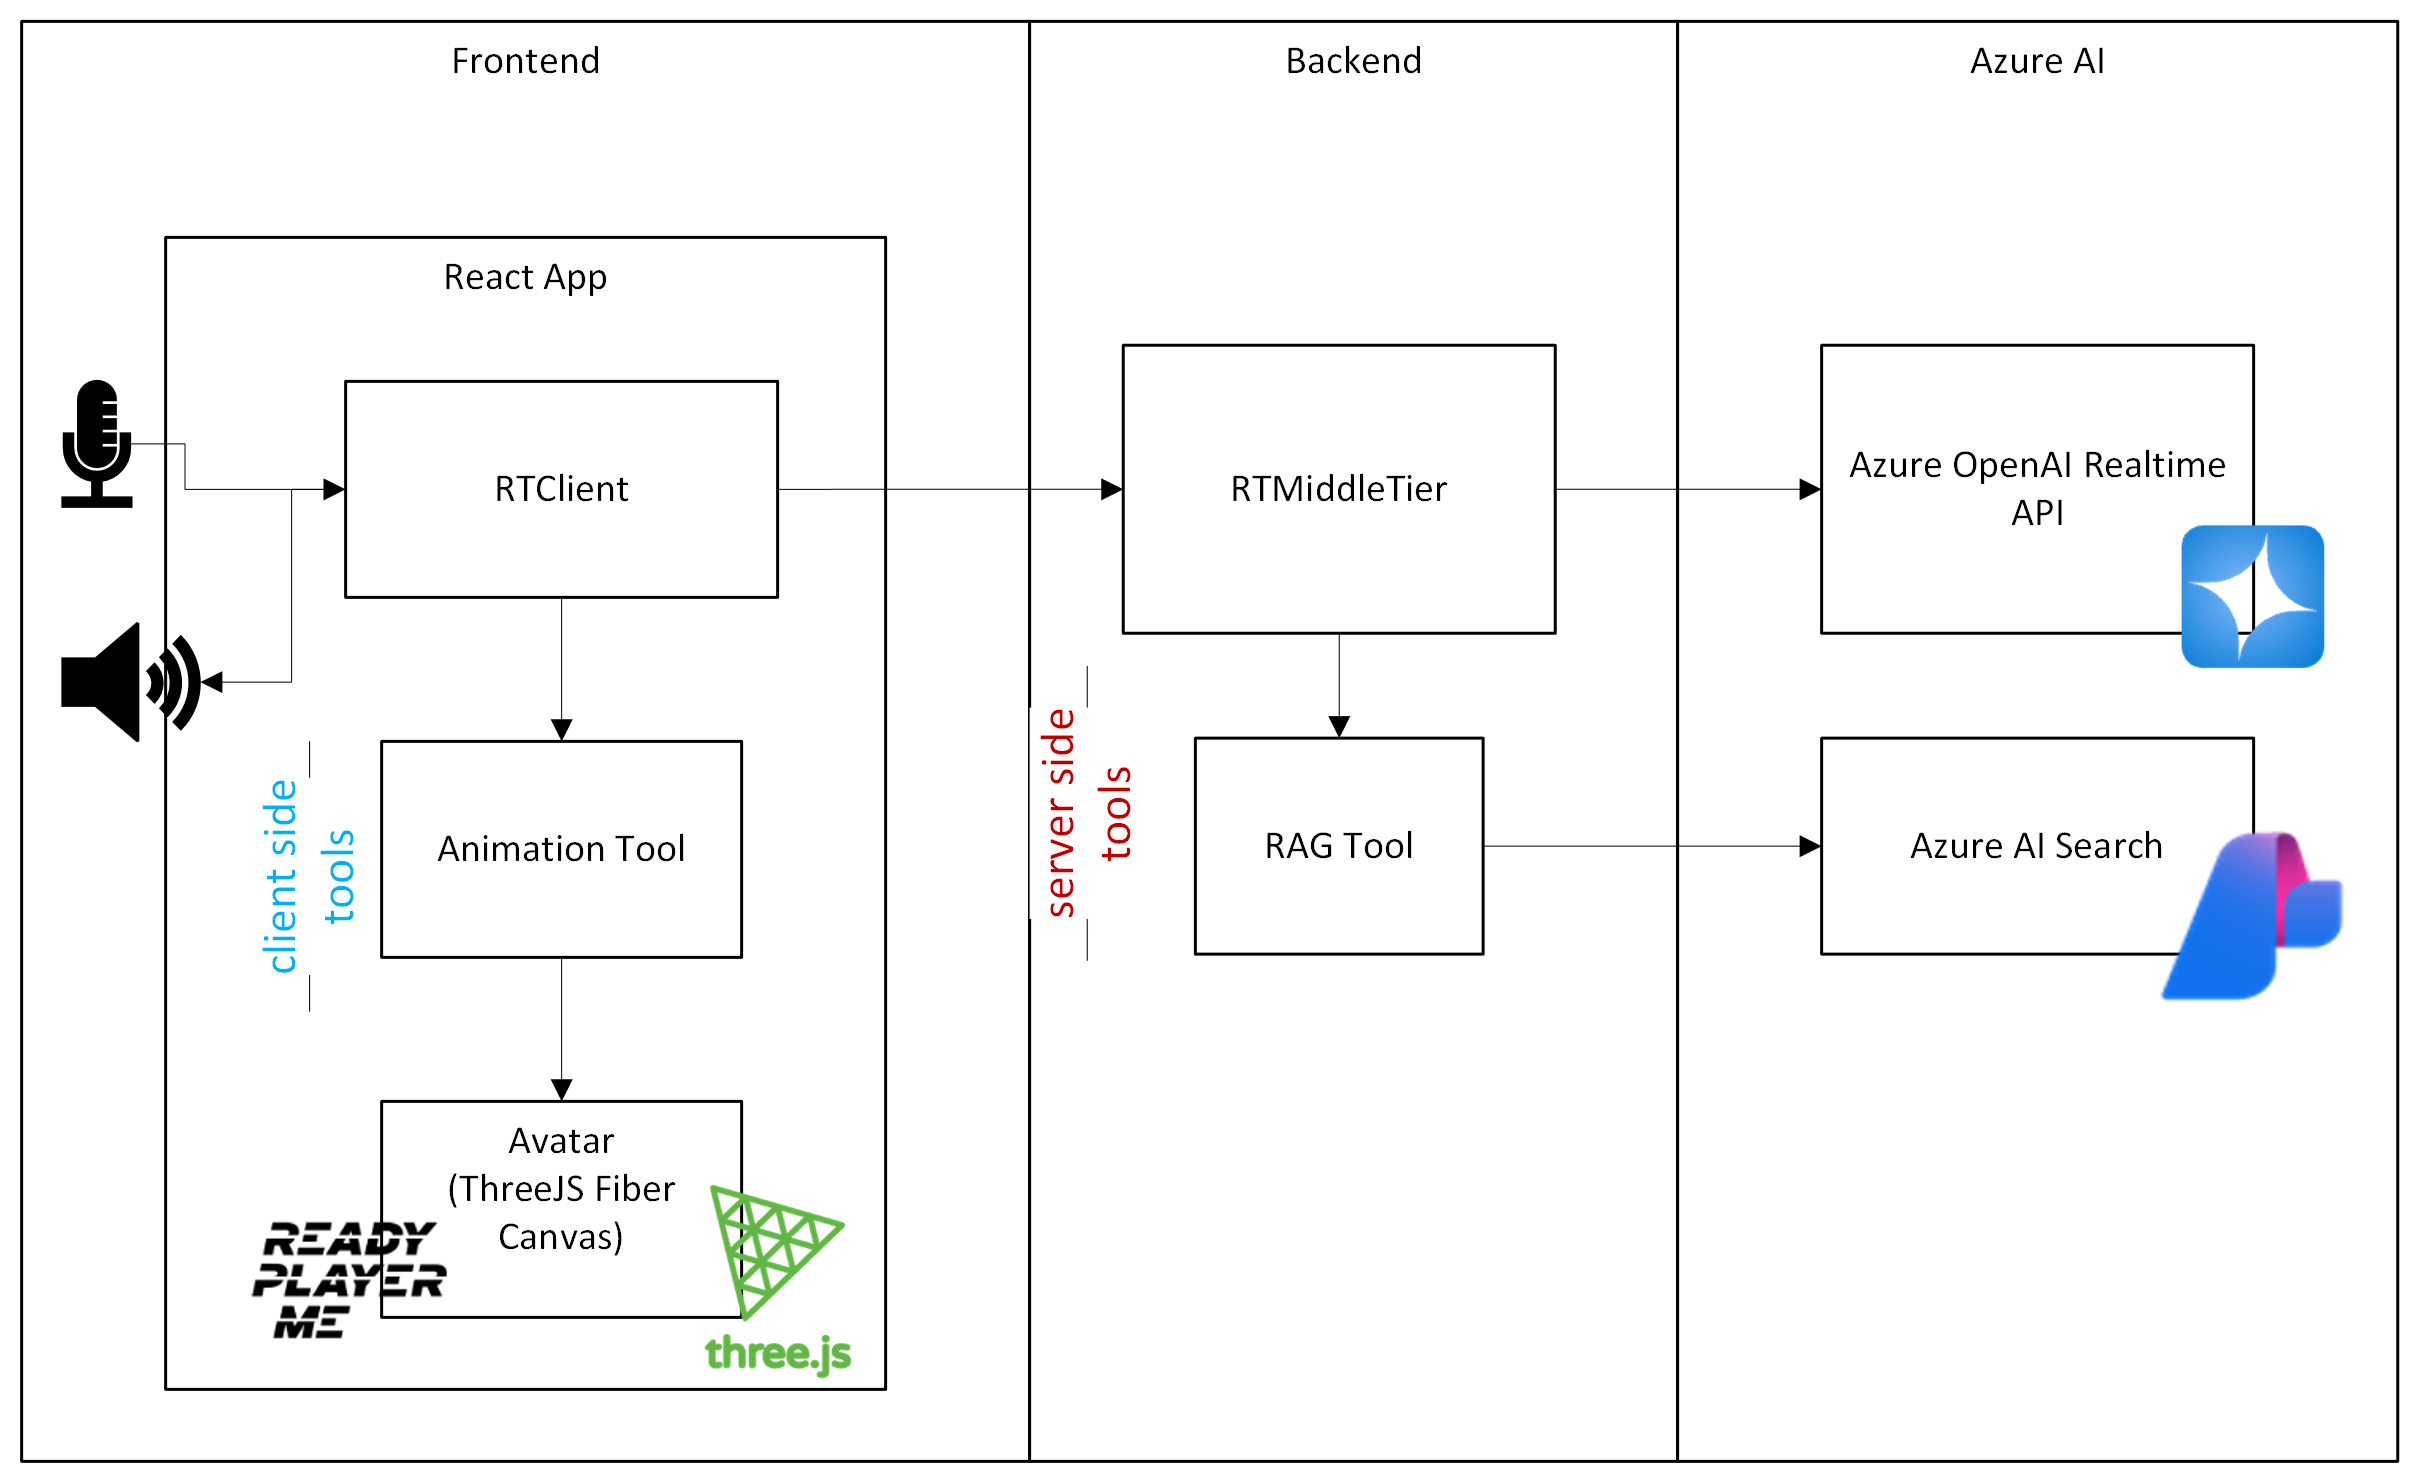 Frontend
Backend
Azure AI
React App
RTClient
RTMiddleTier
Azure OpenAI Realtime
API
client side
tools
Animation Tool
server side
tools
RAG Tool
Azure AI Search
Avatar
(ThreeJS Fiber
Canvas)
READY
PLAYER
ME
three.js